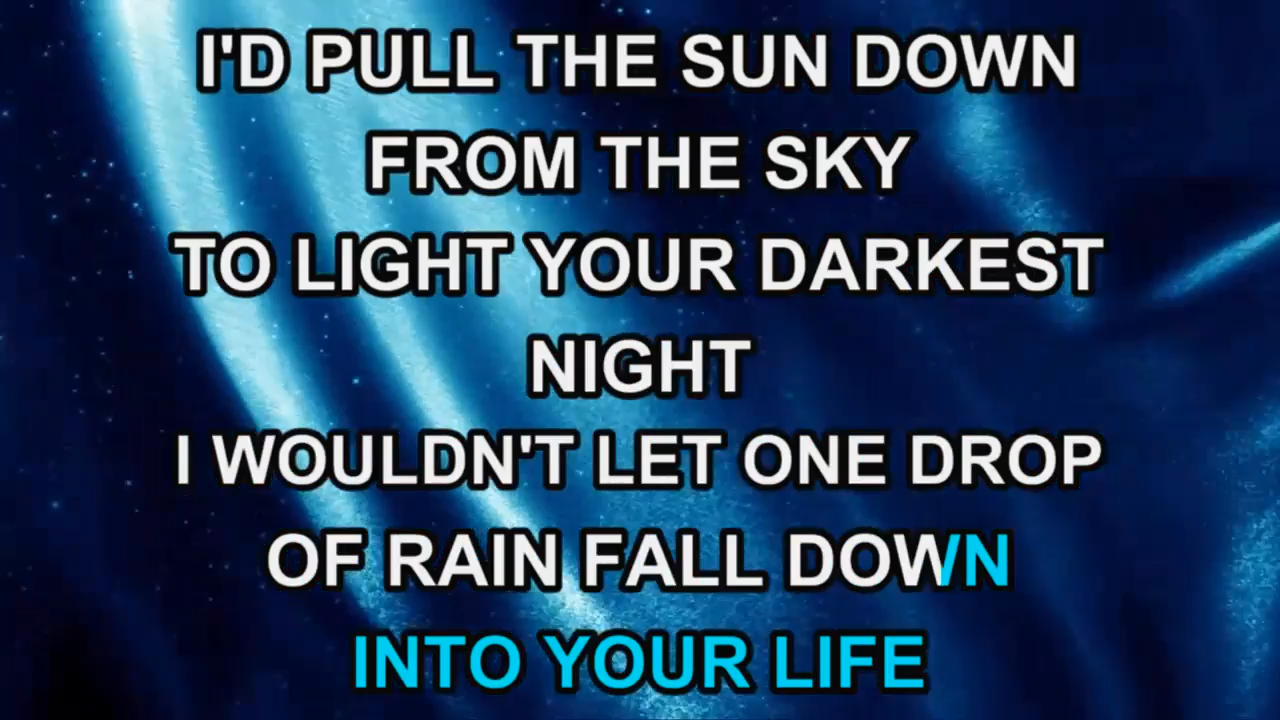 I'D PULL THE SUN DOWN
FROM THE SKY
TO LIGHT YOUR DARKEST
NIGHT
I WOULDN'T LET ONE DROP
OF RAIN FALL DOWN
INTO YOUR LIFE